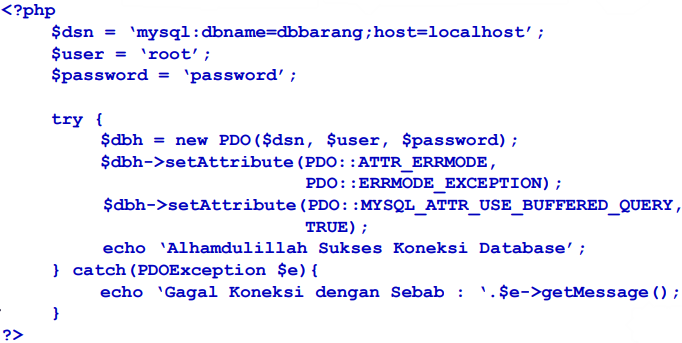 <?php
$dsn = ‘mysql:dbname=dbbarang;host=localhost’;
$user = ‘root’;
$password = ‘password’;
try {
$dbh = new PDO($dsn, $user, $password);
$dbh->setAttribute(PDO::ATTR_ERRMODE,
PDO::ERRMODE_EXCEPTION);
$dbh->setAttribute(PDO::MYSQL_ATTR_USE_BUFFERED_QUERY,
TRUE);
echo ‘Alhamdulillah Sukses Koneksi Database’;
} catch(PDOException $e){
echo ‘Gagal Koneksi dengan Sebab : ‘.$e->getMessage();
}
?>